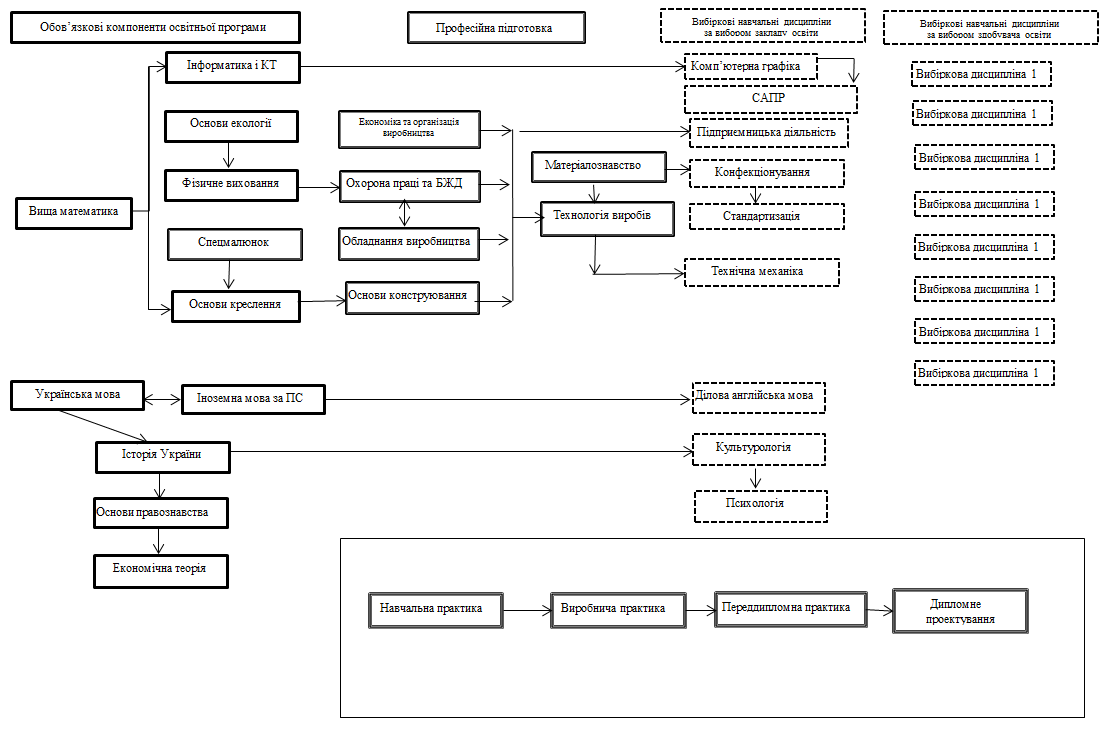 Обов’язкові компоненти освітньої програми
Професійна підготовка
Вибіркові навчальні дисципліни
за вибором закладу освіти
Вибіркові навчальні дисципліни
за вибором здобувача освіти
Інформатика і КТ
Комп’ютерна графіка
Вибіркова дисципліна 1
САПР
Вибіркова дисципліна 1
Основи екології
Економіка та організація
виробництва
Підприємницька діяльність
Вибіркова дисципліна 1
Матеріалознавство
Конфекціонування
Фізичне виховання
Охорона праці та БЖД
Вибіркова дисципліна 1
Вища математика
Технологія виробів
Стандартизація
Спецмалюнок
Обладнання виробництва
Вибіркова дисципліна 1
Технічна механіка
Вибіркова дисципліна 1
Основи креслення
Основи конструювання
Вибіркова дисципліна 1
Вибіркова дисципліна 1
Українська мова
Іноземна мова за ПС
Ділова англійська мова
Історія України
Культурологія
Основи правознавства
Психологія
Економічна теорія
Навчальна практика
Виробнича практика
Переддипломна практика
Дипломне
проектування